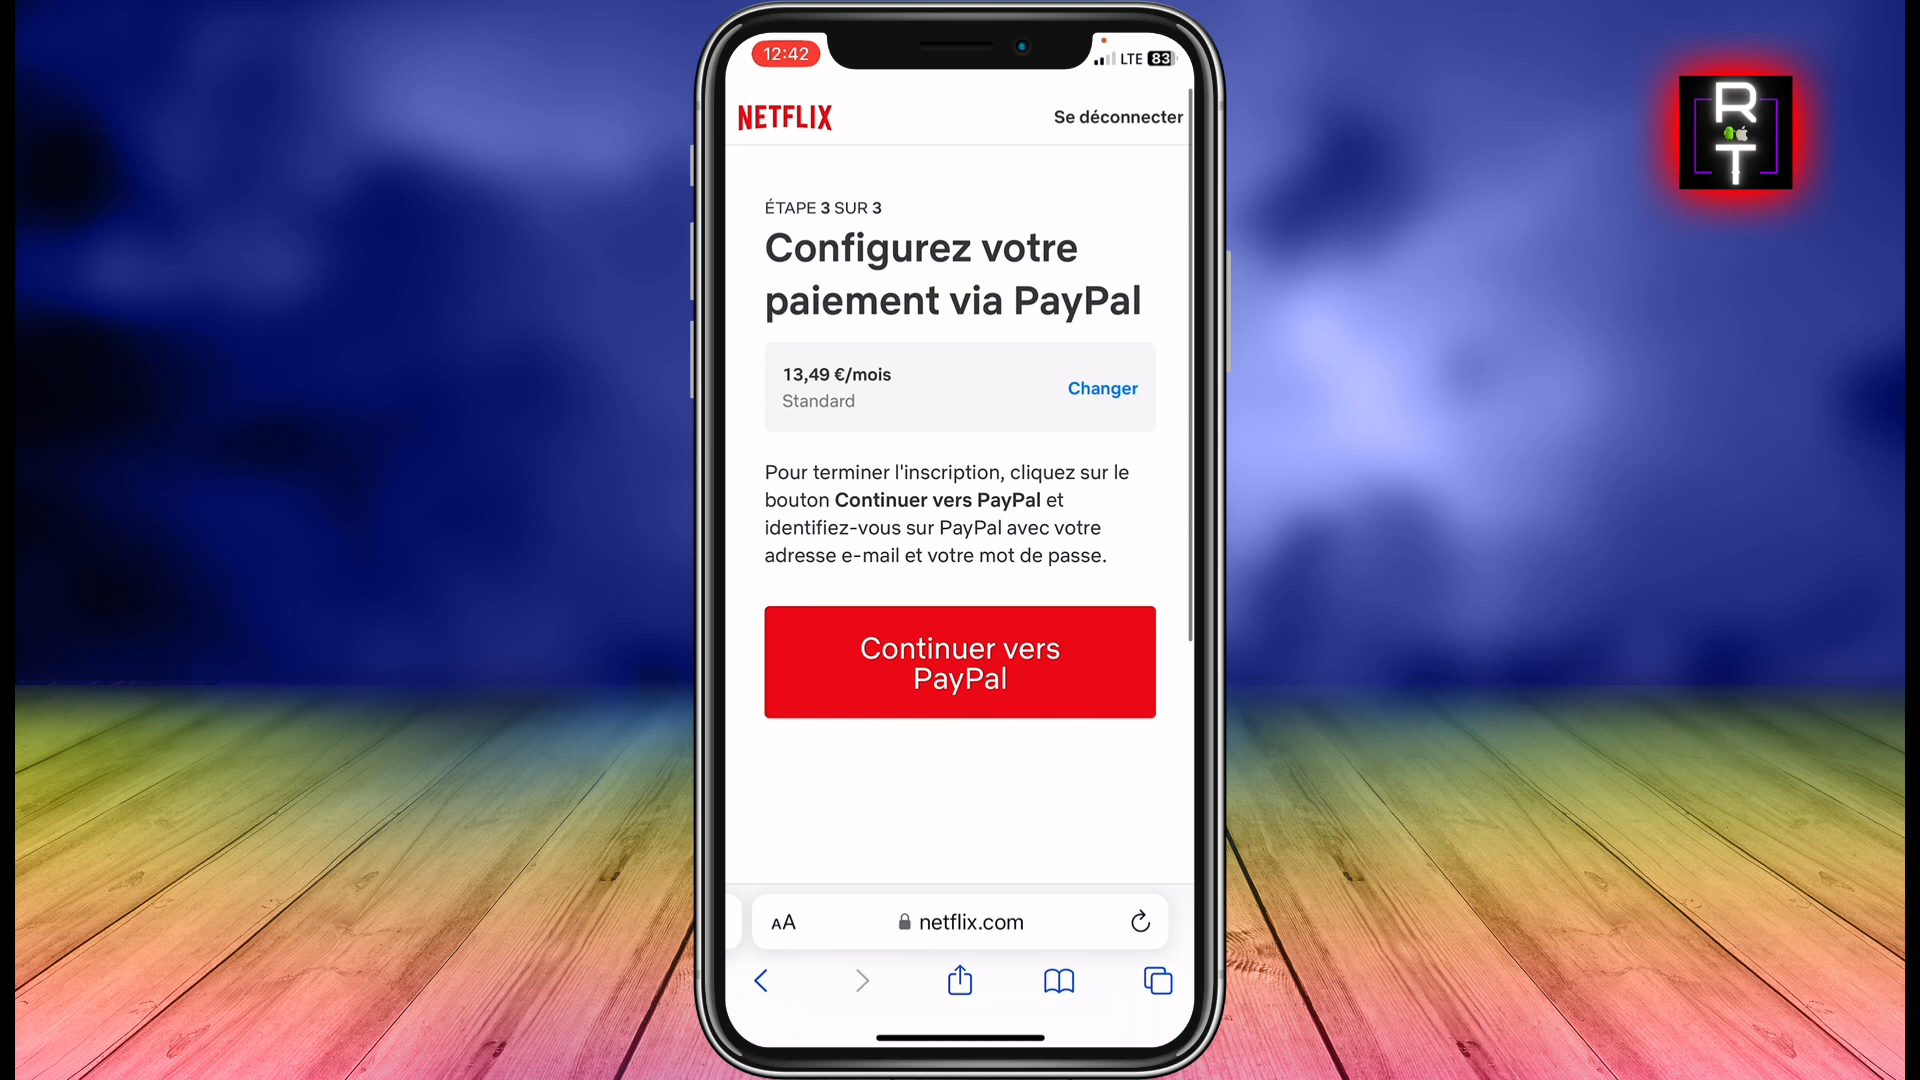 12:42
LTE 83
NETFLIX
Se déconnecter
ÉTAPE 3 SUR 3
Configurez votre
paiement via PayPal
13,49 €/mois
Standard
Changer
Pour terminer l'inscription, cliquez sur le
bouton Continuer vers PayPal et
identifiez-vous sur PayPal avec votre
adresse e-mail et votre mot de passe.
Continuer vers
PayPal
AA
netflix.com
R
T